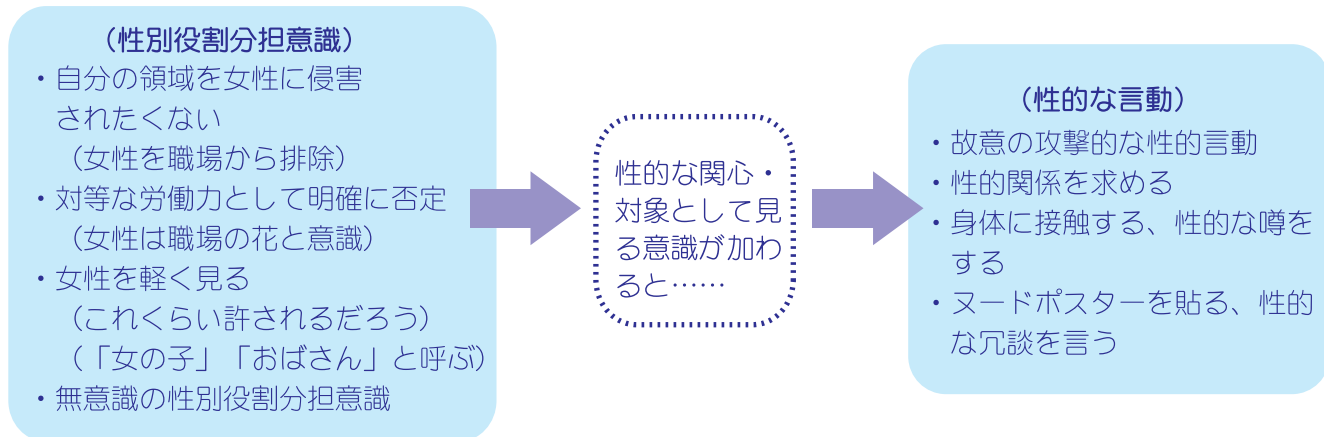 （性別役割分担意識）
・自分の領域を女性に侵害
されたくない
（女性を職場から排除）
・対等な労働力として明確に否定
（女性は職場の花と意識）
・女性を軽く見る
（これくらい許されるだろう）
（「女の子」「おばさん」と呼ぶ）
・無意識の性別役割分担意識
性的な関心・
対象として見
る意識が加わ
ると……
（性的な言動）
・故意の攻撃的な性的言動
・性的関係を求める
・身体に接触する、性的な噂を
する
・ヌードポスターを貼る、性的
な冗談を言う